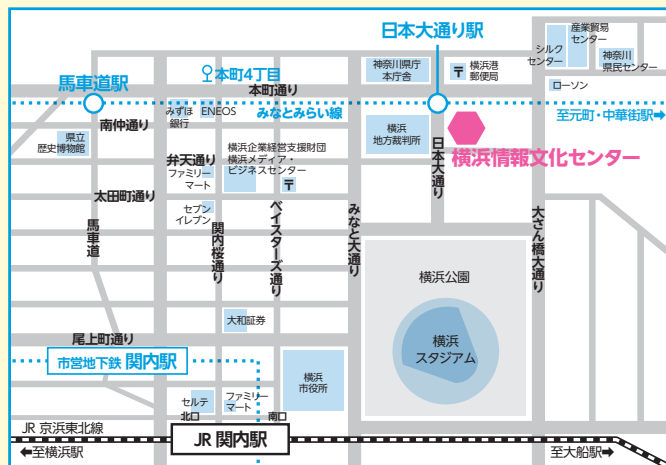 日本大通り駅
産業貿易
センター
シルク
センター
神奈川
県民センター
馬車道駅
本町4丁目
神奈川県庁
本庁舎
〒
横浜港
郵便局
ローソン
本町通り
みずほ
銀行
ENEOS
みなとみらい線
至元町・中華街駅➡
南仲通り
県立
歴史博物館
横浜
地方裁判所
日本大通り
横浜情報文化センター
弁天通り
ファミリー
マート
横浜企業経営支援財団
横浜メディア・
ビジネスセンター
〒
太田町通り
セブン
イレブン
馬車道
関内桜通り
ベイスターズ通り
みなと大通り
大さん橋大通り
横浜公園
横浜
スタジアム
大和証券
尾上町通り
市営地下鉄 関内駅
横浜
市役所
セルテ
ファミリー
マート
北口
南口
JR 京浜東北線
JR 関内駅
⬅至横浜駅
至大船駅➡